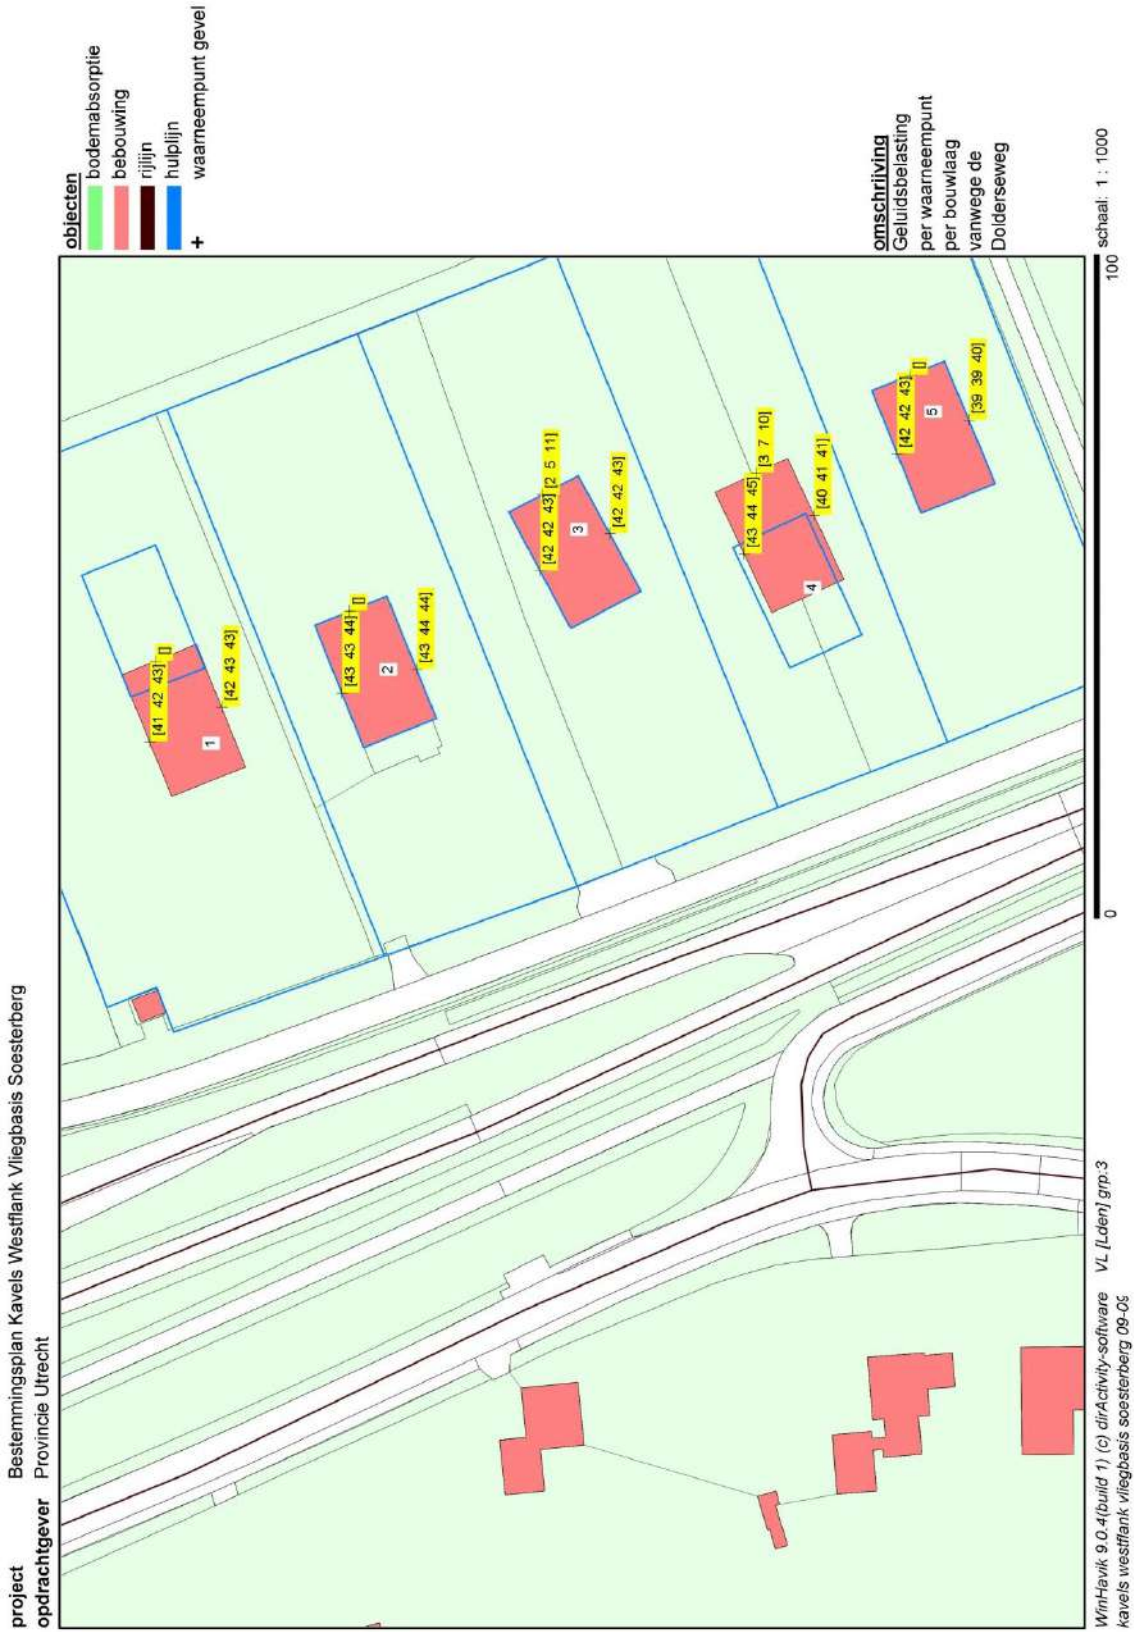 project Bestemmingsplan Kavels Westflank Vliegbasis Soesterberg
opdrachtgever Provincie Utrecht
objecten
bodemabsorptie
bebouwing
rijlijn
hulplijn
+ waarneempunt gevel
[41 42 43] []
[42 43 43]
1
[43 43 44] []
[43 44 44]
2
[42 42 43] [2 5 11]
[42 42 43]
3
[43 44 45] [3 7 10]
[40 41 41]
4
[42 42 43] []
[39 39 40]
5
omschrijving
Geluidsbelasting
per waarneempunt
per bouwlaag
vanwege de
Dolderseweg
0 100
schaal: 1 : 1000
WinHavik 9.0.4(build 1) (c) dirActivity-software VL [Lden] grp:3
kavels westflank vliegbasis soesterberg 09-09